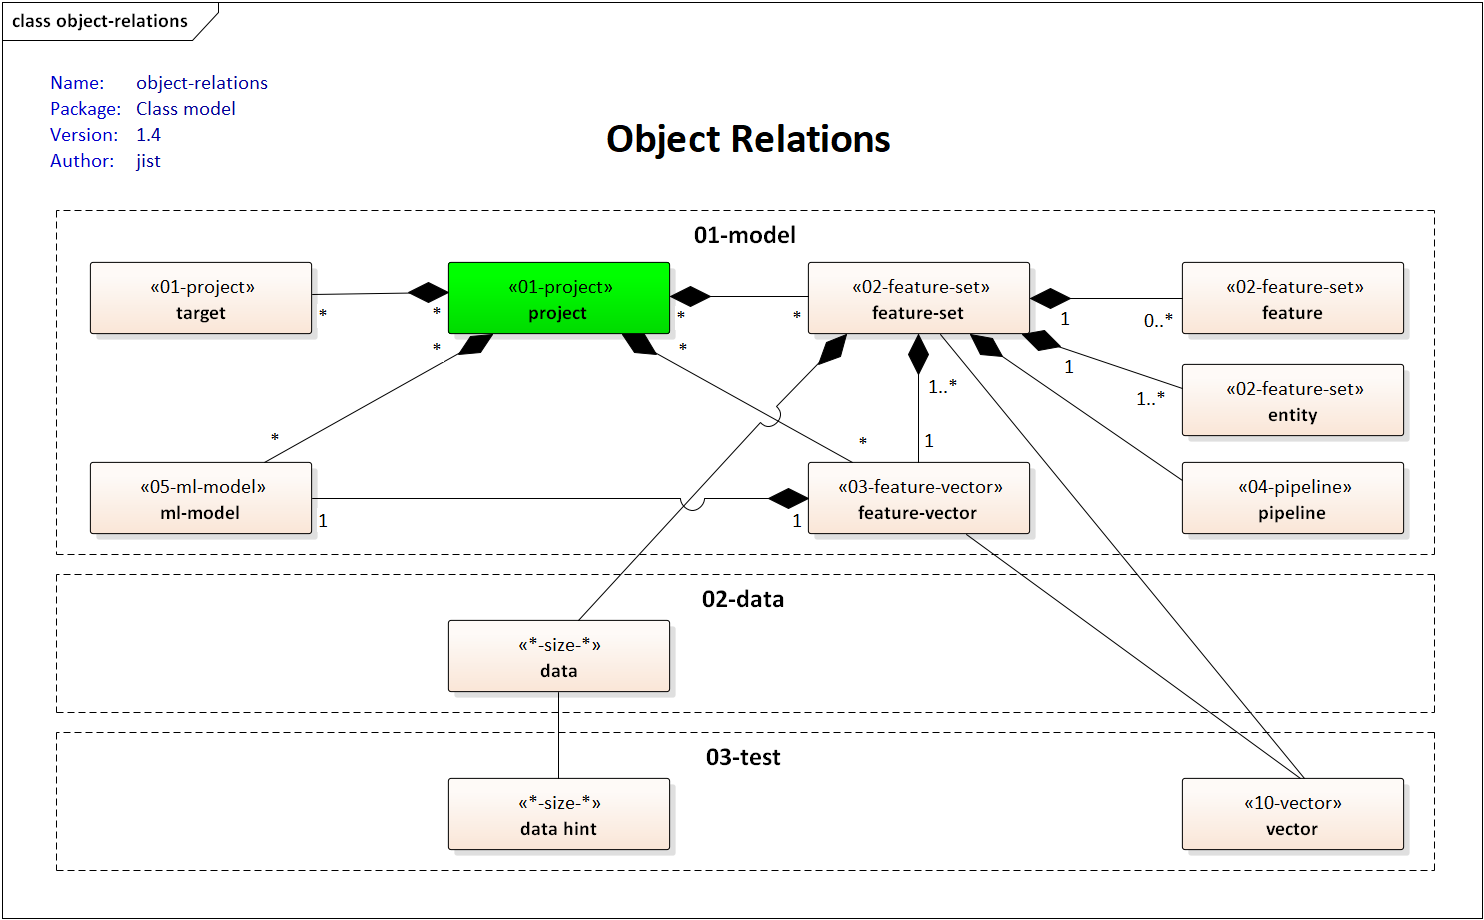 class object-relations
Name: object-relations
Package: Class model
Version: 1.4
Author: jist
Object Relations
01-model
«01-project»
target
«01-project»
project
«02-feature-set»
feature-set
«02-feature-set»
feature
* * * * 1 0..*
* * 1
1..*
«02-feature-set»
entity
1..*
* * 1
«05-ml-model»
ml-model
«03-feature-vector»
feature-vector
«04-pipeline»
pipeline
1 1
02-data
«*-size-*»
data
03-test
«*-size-*»
data hint
«10-vector»
vector